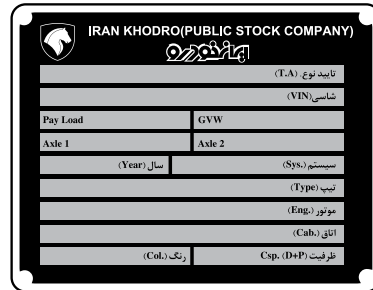 IRAN KHODRO(PUBLIC STOCK COMPANY)
ایران خودرو
تایید نوع. (T.A)
شاسی(VIN)
Pay Load GVW
Axle 1 Axle 2
سال (Year) سیستم (Sys.)
تیپ (Type)
موتور (Eng.)
اتاق (Cab.)
رنگ (Col.) ظرفیت Csp. (D+P)